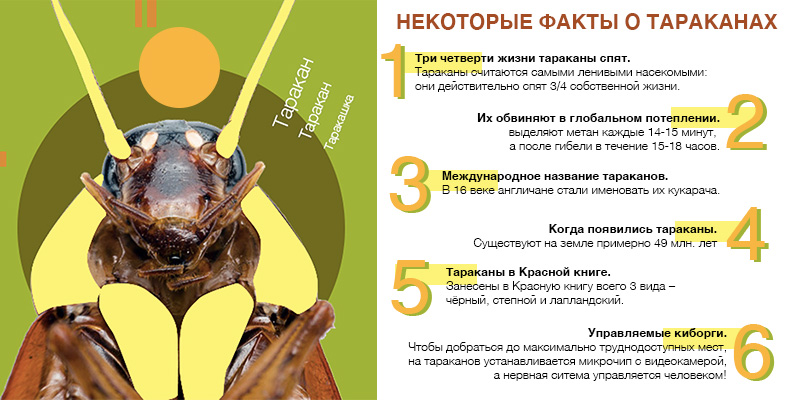 Таракан
Таракан
Таракашка
НЕКОТОРЫЕ ФАКТЫ О ТАРАКАНАХ
1
Три четверти жизни тараканы спят.
Тараканы считаются самыми ленивыми насекомыми:
они действительно спят 3/4 собственной жизни.
2
Их обвиняют в глобальном потеплении.
выделяют метан каждые 14-15 минут,
а после гибели в течение 15-18 часов.
3
Международное название тараканов.
В 16 веке англичане стали именовать их кукарача.
4
Когда появились тараканы.
Существуют на земле примерно 49 млн. лет
5
Тараканы в Красной книге.
Занесены в Красную книгу всего 3 вида –
чёрный, степной и лапландский.
6
Управляемые киборги.
Чтобы добраться до максимально труднодоступных мест,
на тараканов устанавливается микрочип с видеокамерой,
а нервная ситема управляется человеком!